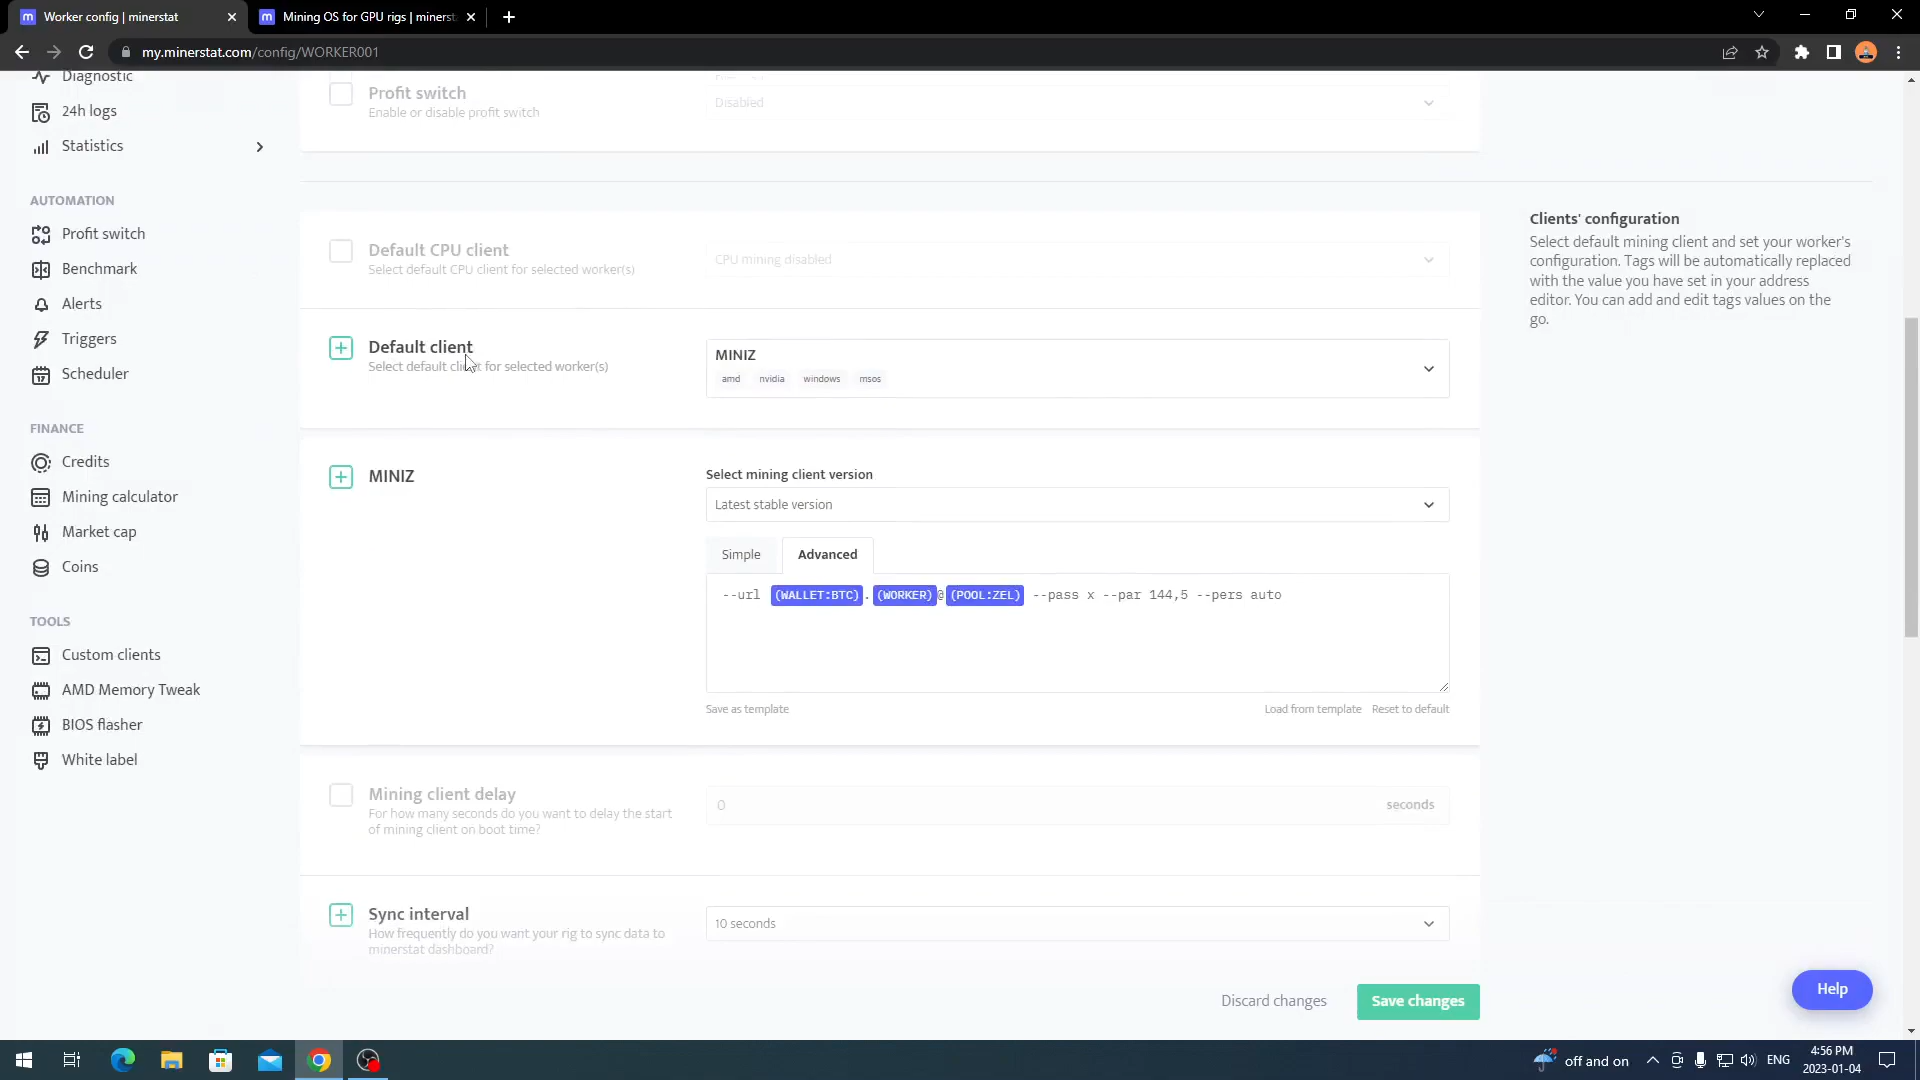 Worker config | minerstat
Mining OS for GPU rigs | minerst
my.minerstat.com/config/WORKER001
Diagnostic
24h logs
Statistics
AUTOMATION
Profit switch
Benchmark
Alerts
Triggers
Scheduler
FINANCE
Credits
Mining calculator
Market cap
Coins
TOOLS
Custom clients
AMD Memory Tweak
BIOS flasher
White label
Profit switch
Enable or disable profit switch
Disabled
Default CPU client
Select default CPU client for selected worker(s)
CPU mining disabled
Default client
Select default client for selected worker(s)
MINIZ
amd nvidia windows msos
MINIZ
Select mining client version
Latest stable version
Simple Advanced
--url (WALLET:BTC).(WORKER)@(POOL:ZEL) --pass x --par 144,5 --pers auto
Save as template
Load from template Reset to default
Mining client delay
For how many seconds do you want to delay the start
of mining client on boot time?
0 seconds
Sync interval
How frequently do you want your rig to sync data to
minerstat dashboard?
10 seconds
Discard changes Save changes
Clients' configuration
Select default mining client and set your worker's
configuration. Tags will be automatically replaced
with the value you have set in your address
editor. You can add and edit tags values on the
go.
Help
off and on
ENG
4:56 PM
2023-01-04